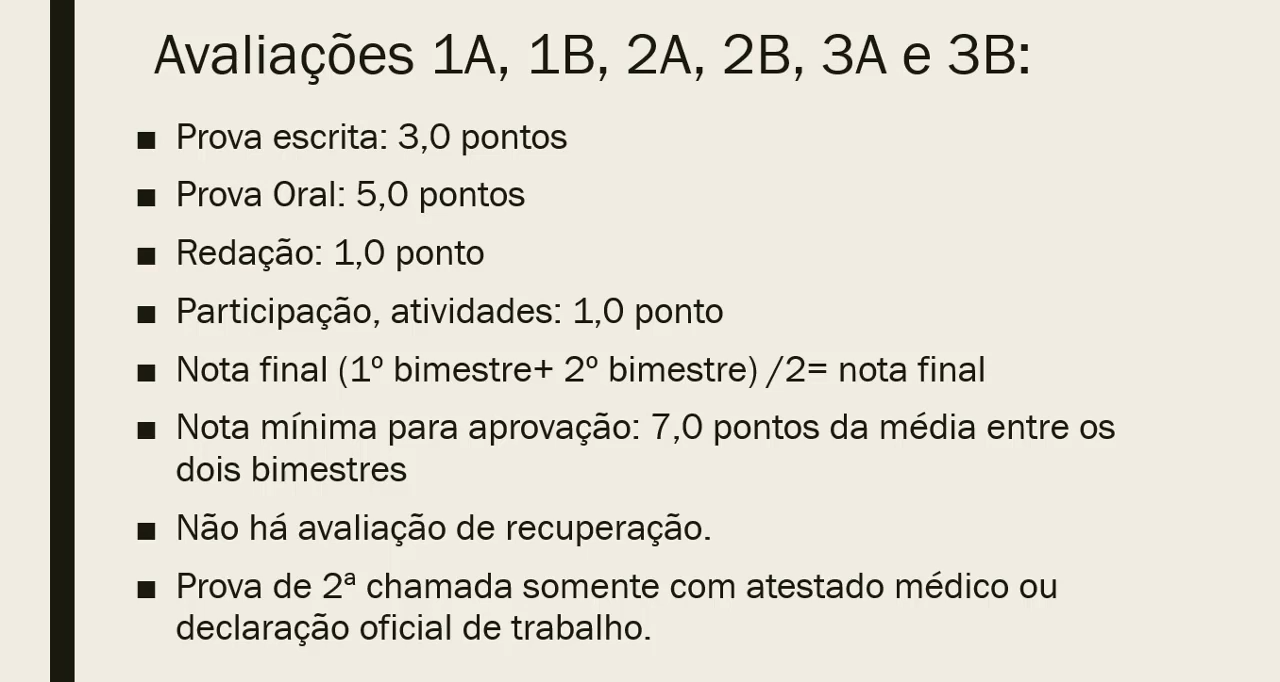 Avaliações 1A, 1B, 2A, 2B, 3A e 3B:
■ Prova escrita: 3,0 pontos
■ Prova Oral: 5,0 pontos
■ Redação: 1,0 ponto
■ Participação, atividades: 1,0 ponto
■ Nota final (1º bimestre+ 2º bimestre) /2= nota final
■ Nota mínima para aprovação: 7,0 pontos da média entre os
dois bimestres
■ Não há avaliação de recuperação.
■ Prova de 2ª chamada somente com atestado médico ou
declaração oficial de trabalho.